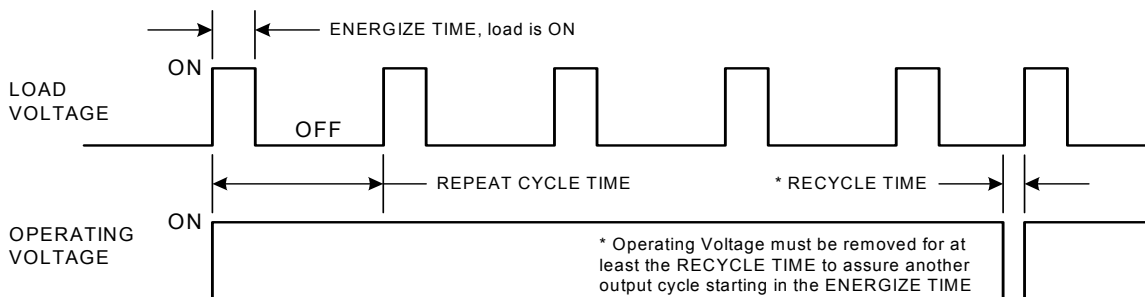 ENERGIZE TIME, load is ON
ON
LOAD
VOLTAGE
OFF
REPEAT CYCLE TIME
* RECYCLE TIME
ON
OPERATING
VOLTAGE
* Operating Voltage must be removed for at
least the RECYCLE TIME to assure another
output cycle starting in the ENERGIZE TIME